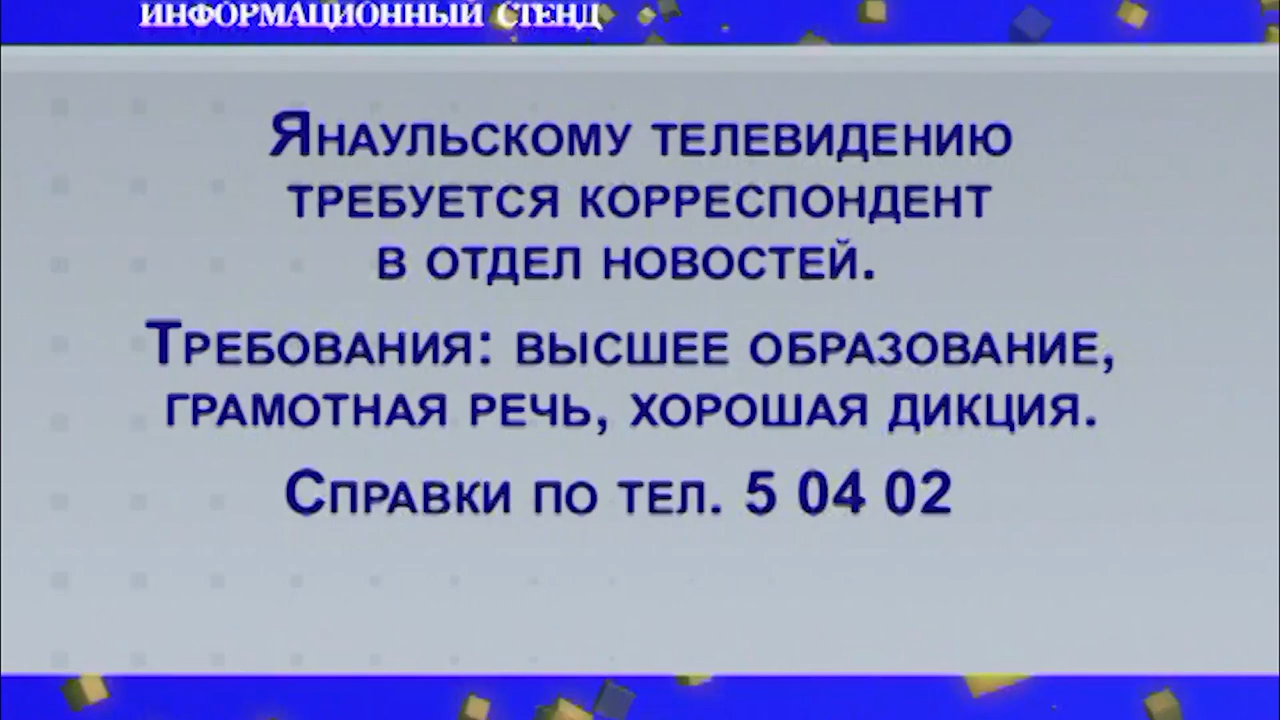 ИНФОРМАЦИОННЫЙ СТЕНД
ЯНАУЛЬСКОМУ ТЕЛЕВИДЕНИЮ
ТРЕБУЕТСЯ КОРРЕСПОНДЕНТ
В ОТДЕЛ НОВОСТЕЙ.
ТРЕБОВАНИЯ: ВЫСШЕЕ ОБРАЗОВАНИЕ,
ГРАМОТНАЯ РЕЧЬ, ХОРОШАЯ ДИКЦИЯ.
СПРАВКИ ПО ТЕЛ. 5 04 02